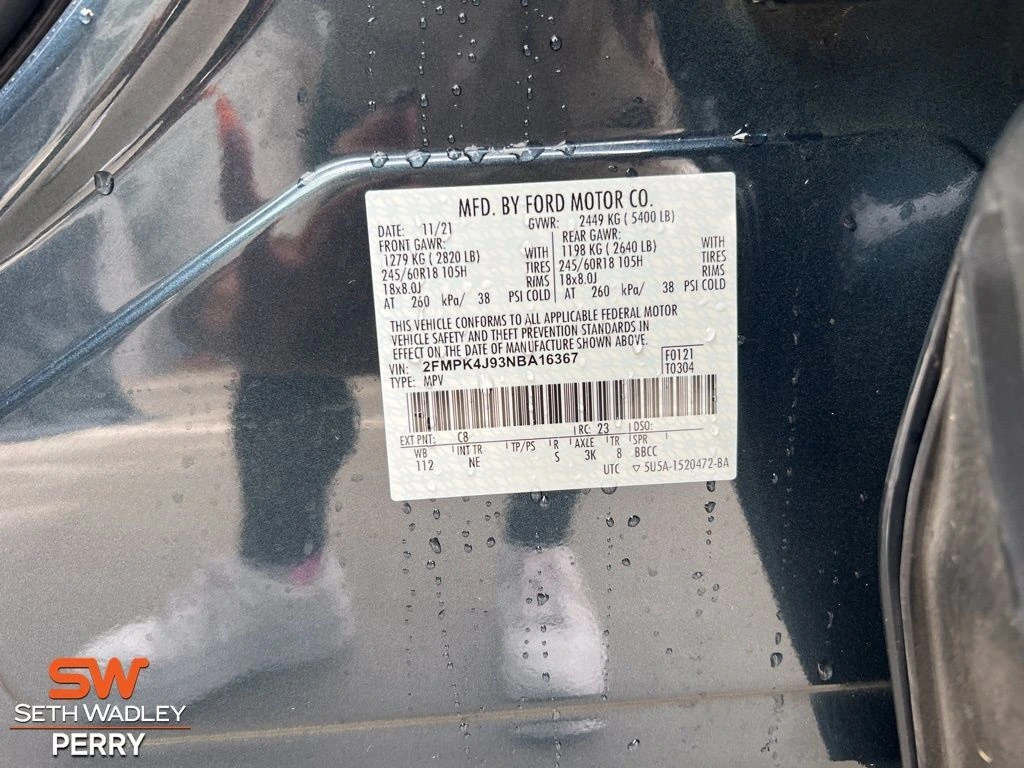 MFD. BY FORD MOTOR CO.
DATE: 11/21 GVWR: 2449 KG ( 5400 LB)
FRONT GAWR: REAR GAWR:
1279 KG ( 2820 LB) WITH 1198 KG ( 2640 LB) WITH
245/60R18 105H TIRES 245/60R18 105H TIRES
18x8.0J RIMS 18x8.0J RIMS
AT 260 kPa/ 38 PSI COLD AT 260 kPa/ 38 PSI COLD
THIS VEHICLE CONFORMS TO ALL APPLICABLE FEDERAL MOTOR
VEHICLE SAFETY AND THEFT PREVENTION STANDARDS IN
EFFECT ON THE DATE OF MANUFACTURE SHOWN ABOVE.
VIN: 2FMPK4J93NBA16367 F0121
TYPE: MPV T0304
EXT PNT: C8 RC: 23 DSO:
WB INT TR TP/PS R AXLE TR SPR
112 NE S 3K 8 BBCC
UTC ▽ 5U5A-1520472-BA
SW
SETH WADLEY
PERRY